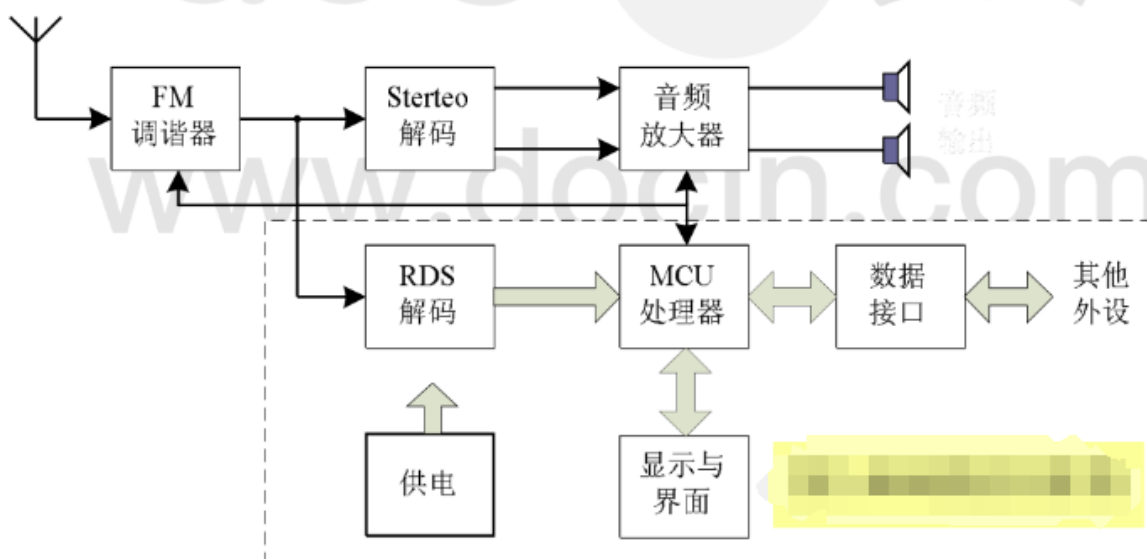 FM
调谐器
Sterteo
解码
音频
放大器
音频
输出
www.docin.com
RDS
解码
MCU
处理器
数据
接口
其他
外设
供电
显示与
界面